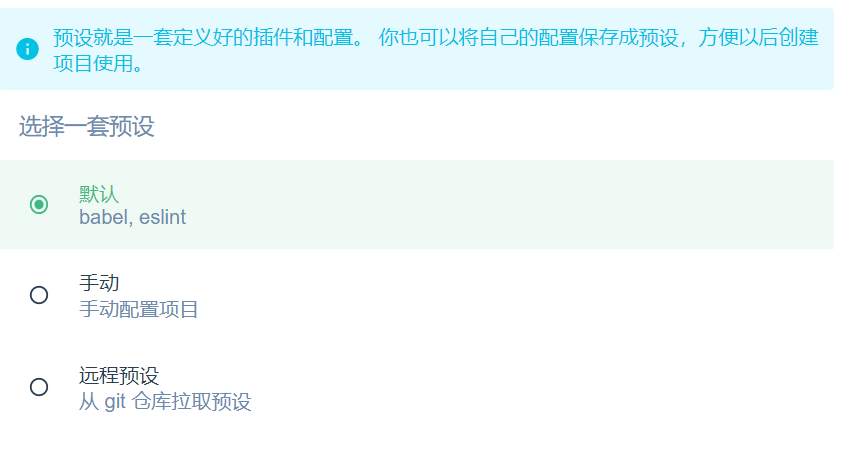 预设就是一套定义好的插件和配置。 你也可以将自己的配置保存成预设，方便以后创建
项目使用。
选择一套预设
默认
babel, eslint
手动
手动配置项目
远程预设
从 git 仓库拉取预设